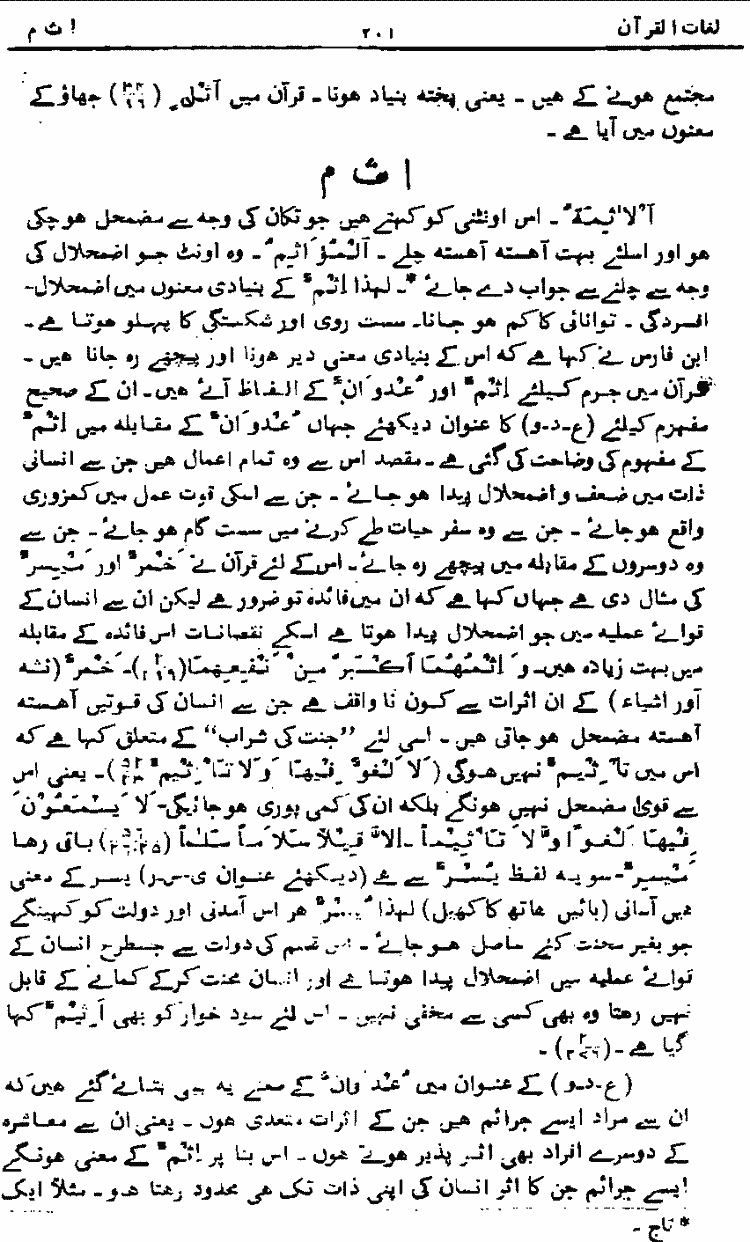 لغات القرآن ۲۰۱ ا ث م
مجتمع ہونے کے ہیں ۔ یعنی پختہ بنیاد ہونا ۔ قرآن میں أَثْلٍ (۳۴/۱۶) جھاؤ کے
معنوں میں آیا ہے ۔
ا ث م
اَلْاٰثِمَۃُ ۔ اس اونٹنی کو کہتے ہیں جو تکان کی وجہ سے مضمحل ہو چکی
ہو اور اسلئے بہت آہستہ آہستہ چلے ۔ اَلْمُؤَاثِمُ ۔ وہ اونٹ جو اضمحلال کی
وجہ سے چلنے سے جواب دے جائے * ۔ لہذا اِثْمٌ کے بنیادی معنوں میں اضمحلال۔
افسردگی ۔ توانائی کا کم ہو جانا۔ سست روی اور شکستگی کا پہلو ہوتا ہے ۔
ابن فارس نے کہا ہے کہ اس کے بنیادی معنی دیر ہونا اور پیچھے رہ جانا ہیں ۔
قرآن میں جرم کیلئے اِثْمٌ اور عُدْوَانٌ کے الفاظ آئے ہیں ۔ ان کے صحیح
مفہوم کیلئے (ع-د-و) کا عنوان دیکھئے جہاں عُدْوَانٌ کے مقابلہ میں اِثْمٌ
کے مفہوم کی وضاحت کی گئی ہے ۔ مقصد اس سے وہ تمام اعمال ہیں جن سے انسانی
ذات میں ضعف و اضمحلال پیدا ہو جائے ۔ جن سے اسکی قوت عمل میں کمزوری
واقع ہو جائے ۔ جن سے وہ سفر حیات طے کرنے میں سست گام ہو جائے ۔ جن سے
وہ دوسروں کے مقابلہ میں پیچھے رہ جائے ۔ اس کے لئے قرآن نے خَمْرٌ اور مَيْسِرٌ
کی مثال دی ہے جہاں کہا ہے کہ ان میں فائدہ تو ضرور ہے لیکن ان سے انسان کے
قوائے عملیہ میں جو اضمحلال پیدا ہوتا ہے اسکے نقصانات اس فائدہ کے مقابلہ
میں بہت زیادہ ہیں۔ وَ اِثْمُهُمَا اَكْبَرُ مِنْ نَفْعِهِمَا (۲/۲۱۹)۔ خَمْرٌ (نشہ
آور اشیاء ) کے ان اثرات سے کون نا واقف ہے جن سے انسان کی قوتیں آہستہ
آہستہ مضمحل ہو جاتی ہیں ۔ اسی لئے ”جنت کی شراب“ کے متعلق کہا ہے کہ
اس میں تَأْثِيْمٌ نہیں ہوگی (لَا لَغْوٌ فِيْهَا وَلَا تَأْثِيْمٌ ۵۲/۲۳)۔ یعنی اس
سے قویٰ مضمحل نہیں ہونگے بلکہ ان کی کمی پوری ہو جائیگی۔ لَا يَسْمَعُوْنَ
فِيْهَا لَغْوًا وَّلَا تَأْثِيْمًا ۔ اِلَّا قِيْلًا سَلٰمًا سَلٰمًا (۵۶/۲۵-۲۶) باقی رہا
مَيْسِرٌ ۔ سو یہ لفظ يُسْرٌ سے ہے (دیکھئے عنوان ی-س-ر) یسر کے معنی
ہیں آسانی (بائیں ہاتھ کا کھیل) لہذا مَيْسِرٌ ہر اس آمدنی اور دولت کو کہینگے
جو بغیر محنت کئے حاصل ہو جائے ۔ اس قسم کی دولت سے جسطرح انسان کے
قوائے عملیہ میں اضمحلال پیدا ہوتا ہے اور انسان محنت کرکے کمانے کے قابل
نہیں رہتا وہ بھی کسی سے مخفی نہیں ۔ اس لئے سود خوار کو بھی اَثِيْمٌ کہا
گیا ہے ۔ (۲/۲۷۶) ۔
(ع-د-و) کے عنوان میں عُدْوَانٌ کے معنے یہ بھی بتائے گئے ہیں کہ
ان سے مراد ایسے جرائم ہیں جن کے اثرات متعدی ہوں ۔ یعنی ان سے معاشرہ
کے دوسرے افراد بھی اثر پذیر ہوتے ہوں ۔ اس بنا پر اِثْمٌ کے معنی ہونگے
ایسے جرائم جن کا اثر انسان کی اپنی ذات تک ہی محدود رہتا ہو ۔ مثلاً ایک
* تاج ۔